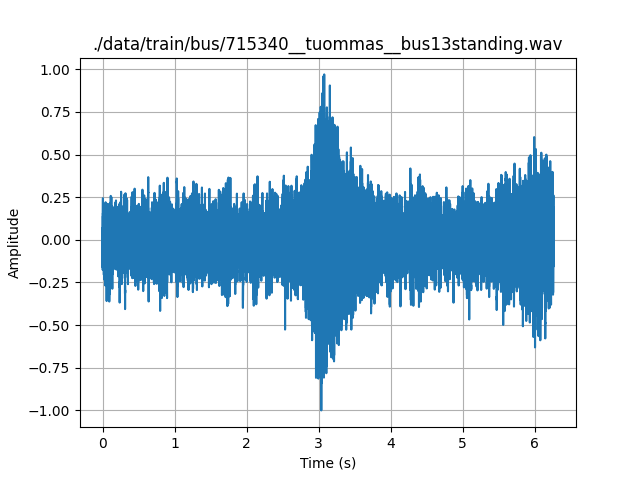 ./data/train/bus/715340__tuommas__bus13standing.wav
1.00
0.75
0.50
0.25
0.00
−0.25
−0.50
−0.75
−1.00
Amplitude
0 1 2 3 4 5 6
Time (s)